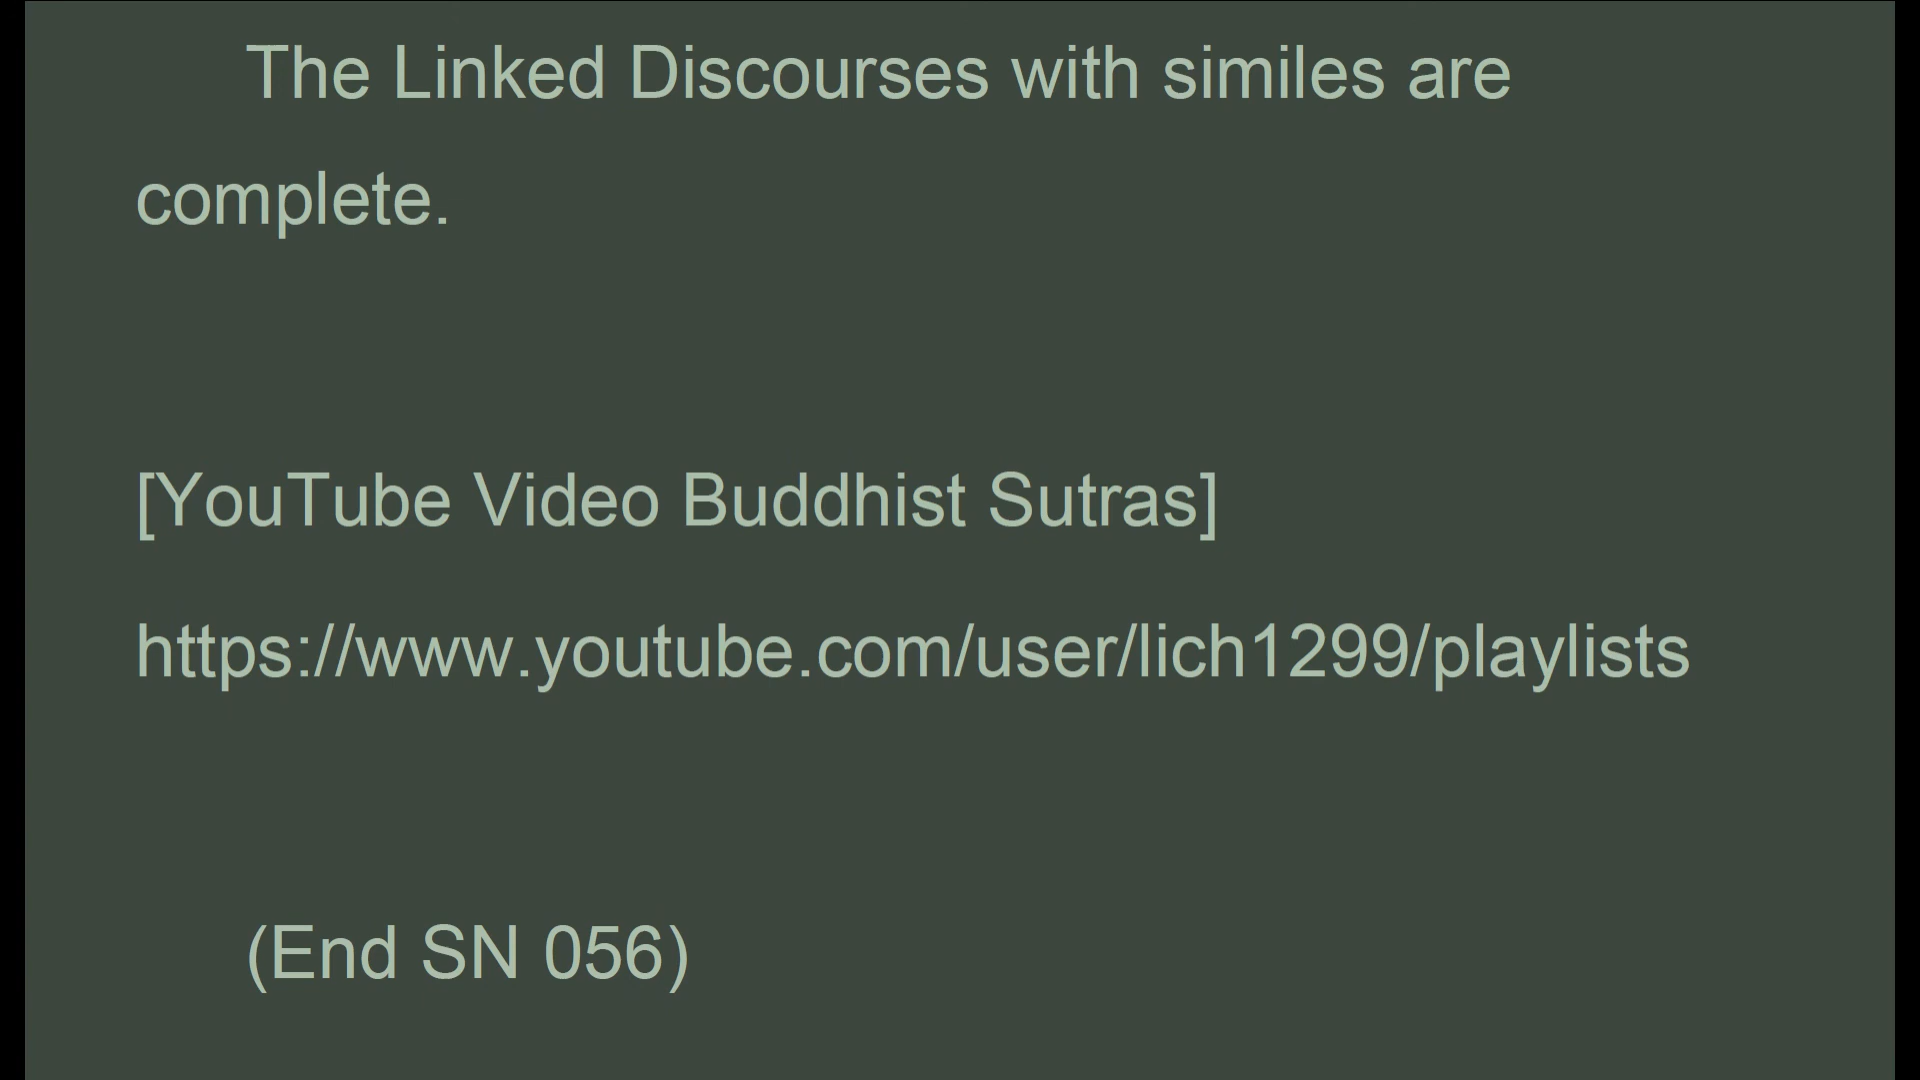 The Linked Discourses with similes are
complete.
[YouTube Video Buddhist Sutras]
https://www.youtube.com/user/lich1299/playlists
(End SN 056)